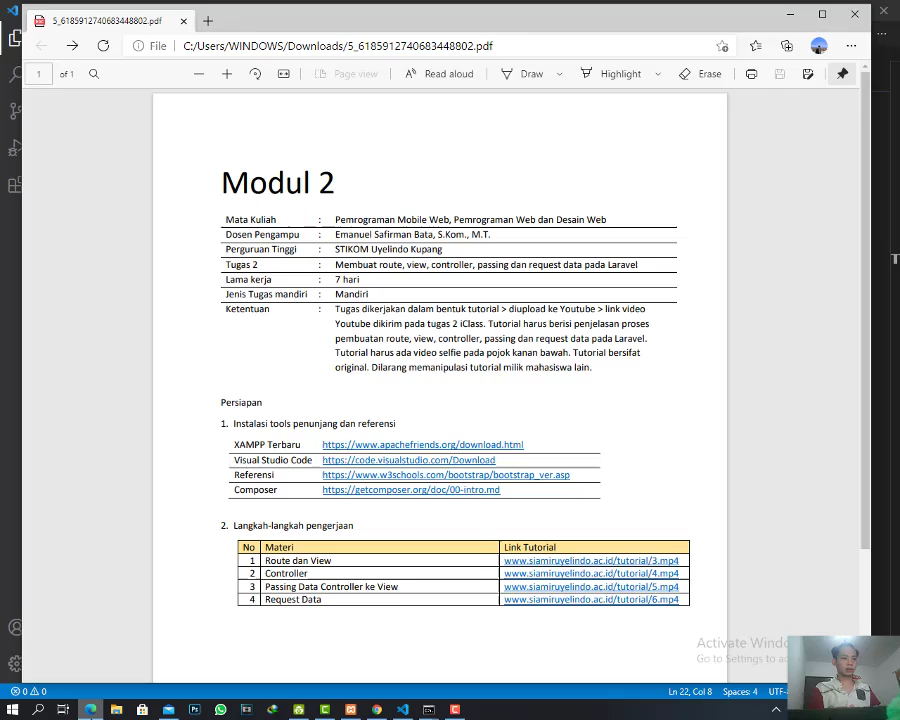 5_6185912740683448802.pdf
File C:/Users/WINDOWS/Downloads/5_6185912740683448802.pdf
1 of 1 Page view Read aloud Draw Highlight Erase
Modul 2
Mata Kuliah : Pemrograman Mobile Web, Pemrograman Web dan Desain Web
Dosen Pengampu : Emanuel Safirman Bata, S.Kom., M.T.
Perguruan Tinggi : STIKOM Uyelindo Kupang
Tugas 2 : Membuat route, view, controller, passing dan request data pada Laravel
Lama kerja : 7 hari
Jenis Tugas mandiri : Mandiri
Ketentuan : Tugas dikerjakan dalam bentuk tutorial > diupload ke Youtube > link video
Youtube dikirim pada tugas 2 iClass. Tutorial harus berisi penjelasan proses
pembuatan route, view, controller, passing dan request data pada Laravel.
Tutorial harus ada video selfie pada pojok kanan bawah. Tutorial bersifat
original. Dilarang memanipulasi tutorial milik mahasiswa lain.
Persiapan
1. Instalasi tools penunjang dan referensi
XAMPP Terbaru https://www.apachefriends.org/download.html
Visual Studio Code https://code.visualstudio.com/Download
Referensi https://www.w3schools.com/bootstrap/bootstrap_ver.asp
Composer https://getcomposer.org/doc/00-intro.md
2. Langkah-langkah pengerjaan
No Materi Link Tutorial
1 Route dan View www.siamiruyelindo.ac.id/tutorial/3.mp4
2 Controller www.siamiruyelindo.ac.id/tutorial/4.mp4
3 Passing Data Controller ke View www.siamiruyelindo.ac.id/tutorial/5.mp4
4 Request Data www.siamiruyelindo.ac.id/tutorial/6.mp4
Activate
Go to Settings to
0 0 Ln 22, Col 8 Spaces: 4